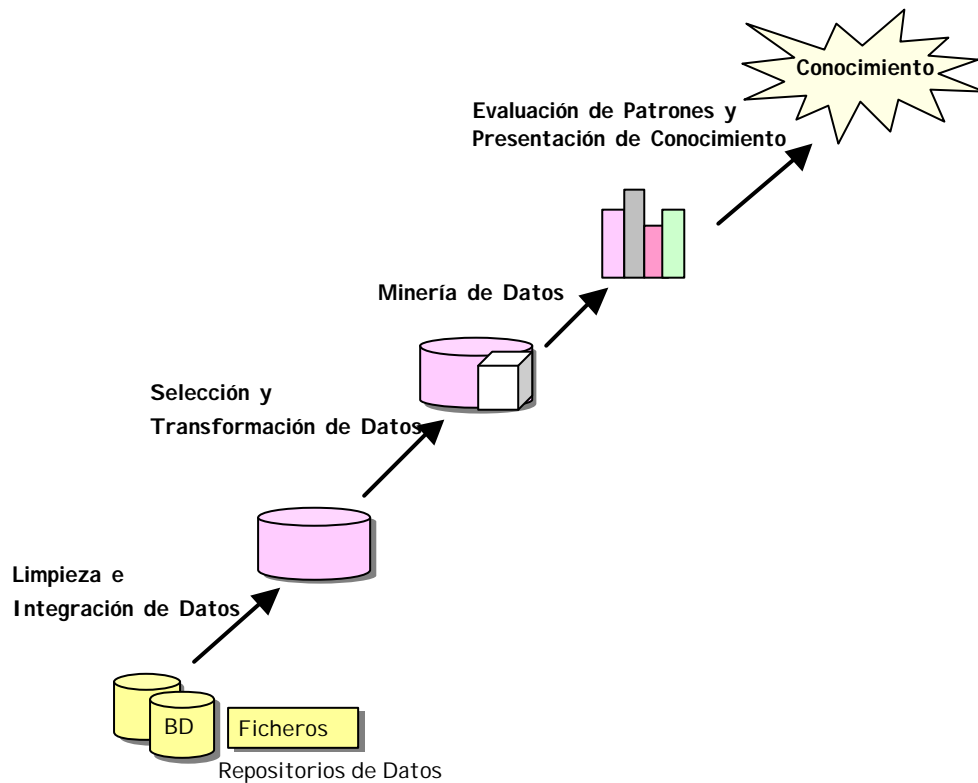 Conocimiento
Evaluación de Patrones y
Presentación de Conocimiento
Minería de Datos
Selección y
Transformación de Datos
Limpieza e
Integración de Datos
BD
Ficheros
Repositorios de Datos